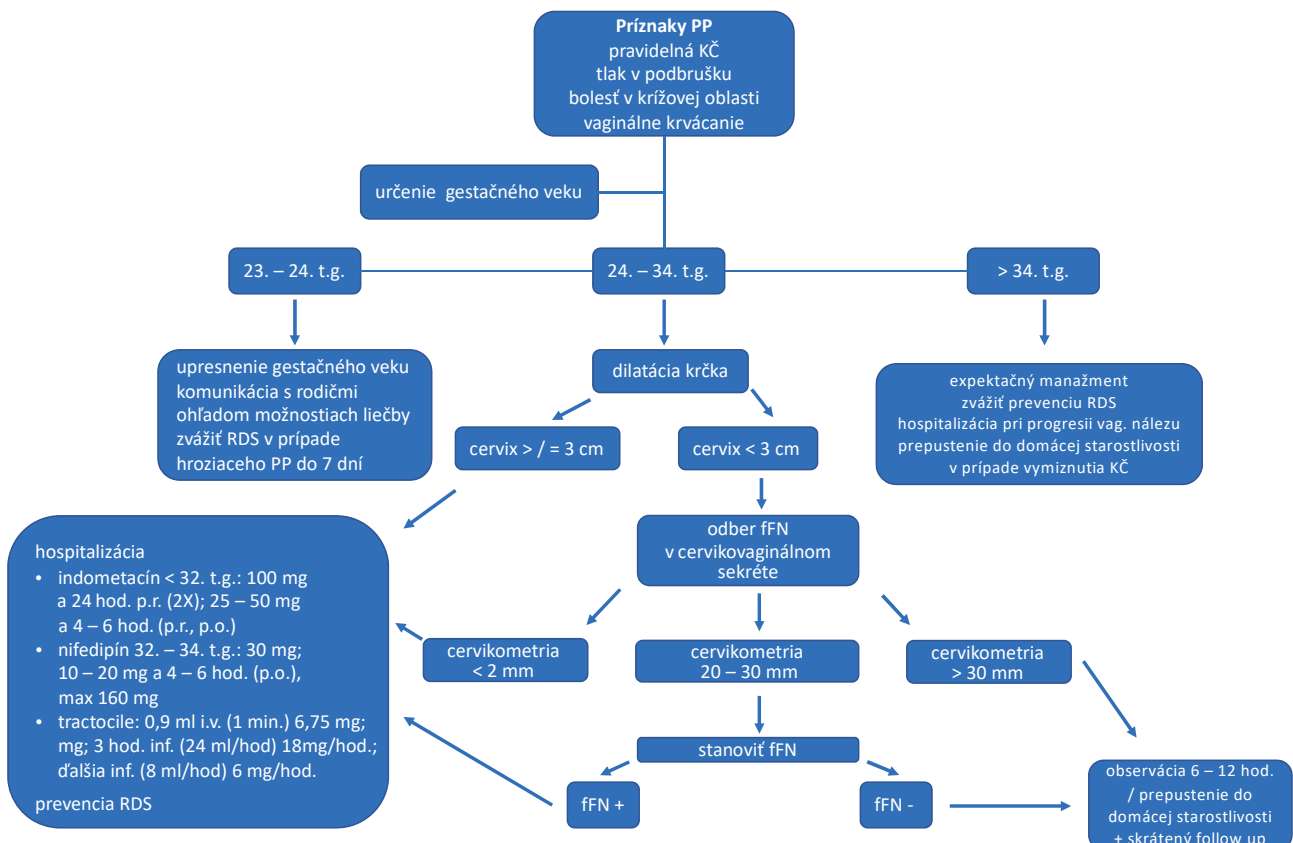 Príznaky PP
pravidelná KČ
tlak v podbrušku
bolesť v krížovej oblasti
vaginálne krvácanie
určenie gestačného veku
23. – 24. t.g.
24. – 34. t.g.
> 34. t.g.
upresnenie gestačného veku
komunikácia s rodičmi
ohľadom možnostiach liečby
zvážiť RDS v prípade
hroziaceho PP do 7 dní
dilatácia krčka
expektačný manažment
zvážiť prevenciu RDS
hospitalizácia pri progresii vag. nálezu
prepustenie do domácej starostlivosti
v prípade vymiznutia KČ
cervix > / = 3 cm
cervix < 3 cm
odber fFN
v cervikovaginálnom
sekréte
hospitalizácia
• indometacín < 32. t.g.: 100 mg
a 24 hod. p.r. (2X); 25 – 50 mg
a 4 – 6 hod. (p.r., p.o.)
• nifedipín 32. – 34. t.g.: 30 mg;
10 – 20 mg a 4 – 6 hod. (p.o.),
max 160 mg
• tractocile: 0,9 ml i.v. (1 min.) 6,75 mg;
mg; 3 hod. inf. (24 ml/hod) 18mg/hod.;
ďalšia inf. (8 ml/hod) 6 mg/hod.
prevencia RDS
cervikometria
< 2 mm
cervikometria
20 – 30 mm
cervikometria
> 30 mm
stanoviť fFN
fFN +
fFN -
observácia 6 – 12 hod.
/ prepustenie do
domácej starostlivosti
+ skrátený follow up